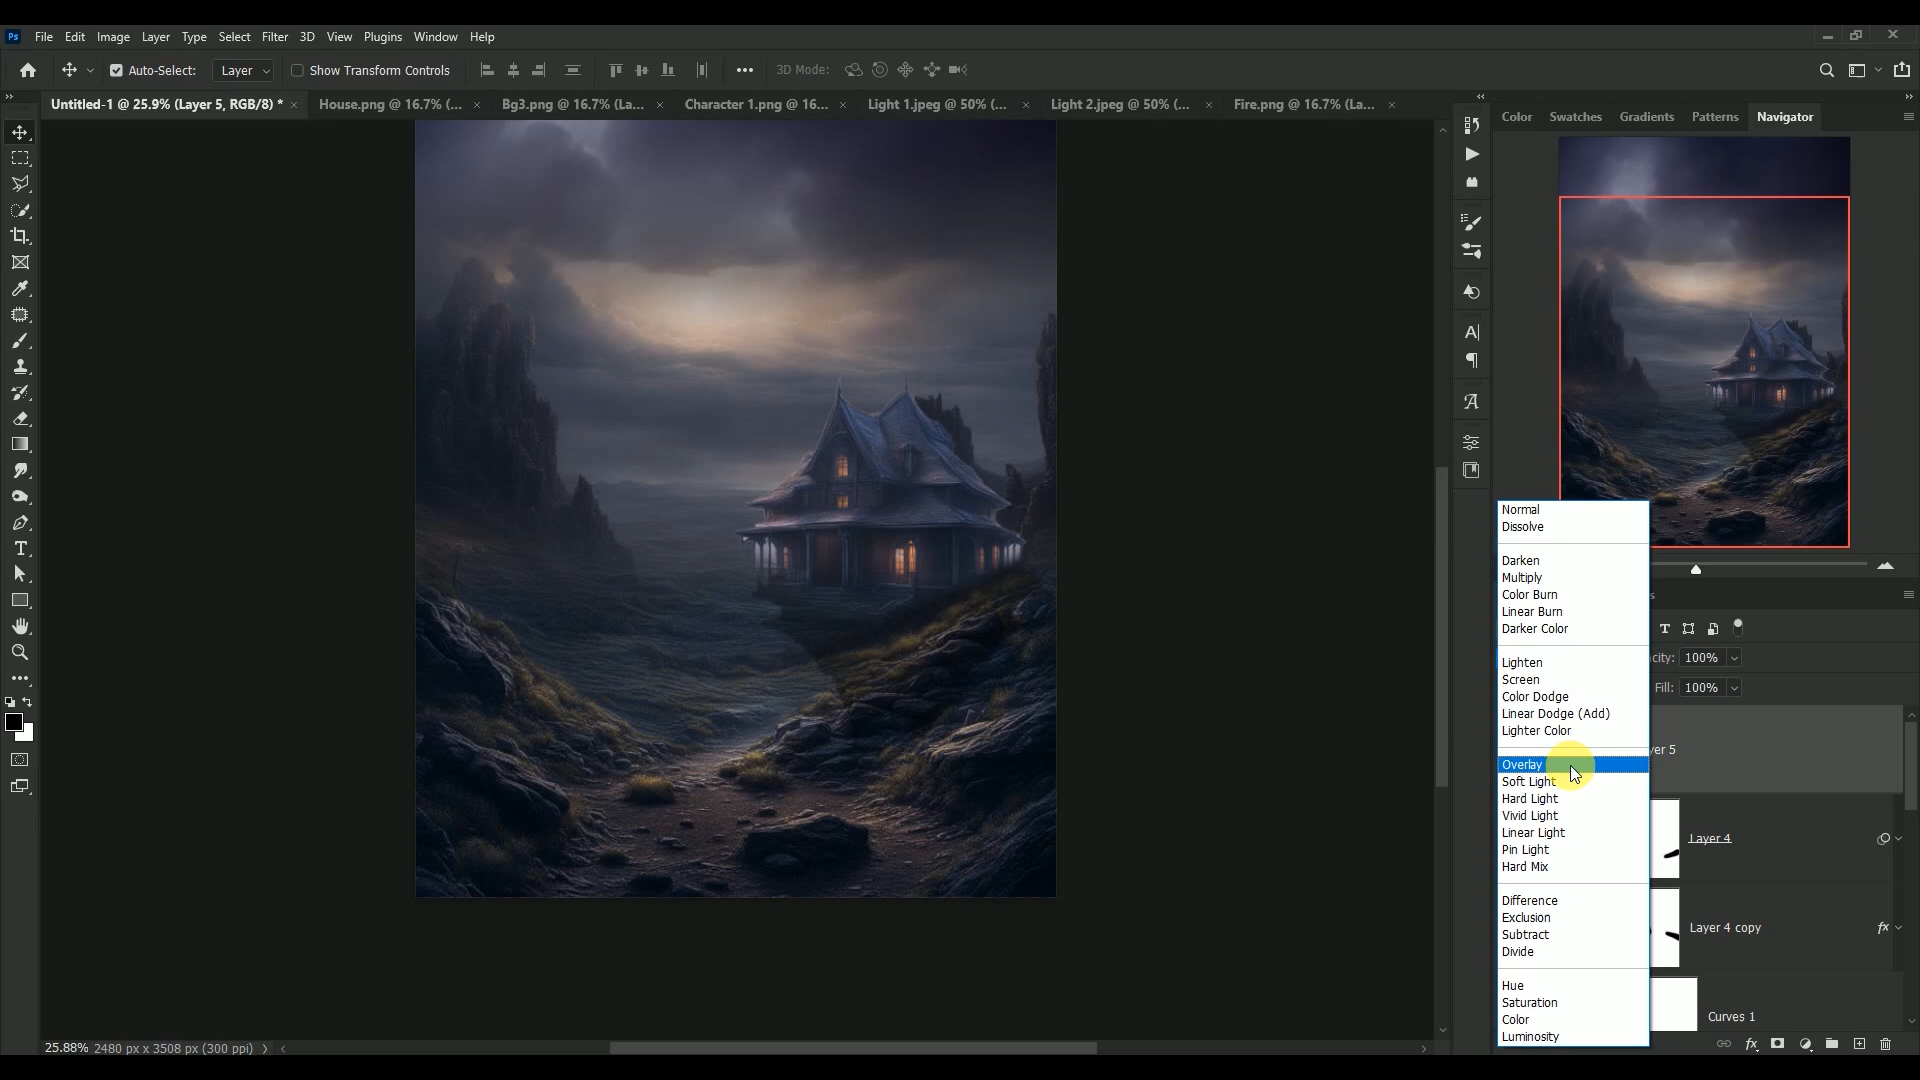 Ps File Edit Image Layer Type Select Filter 3D View Plugins Window Help
Auto-Select: Layer Show Transform Controls 3D Mode:
Untitled-1 @ 25.9% (Layer 5, RGB/8) * House.png @ 16.7% (... Bg3.png @ 16.7% (La... Character 1.png @ 16... Light 1.jpeg @ 50% (... Light 2.jpeg @ 50% (... Fire.png @ 16.7% (La...
Color Swatches Gradients Patterns Navigator
Normal
Dissolve
Darken
Multiply
Color Burn
Linear Burn
Darker Color
Lighten
Screen
Color Dodge
Linear Dodge (Add)
Lighter Color
Overlay
Soft Light
Hard Light
Vivid Light
Linear Light
Pin Light
Hard Mix
Difference
Exclusion
Subtract
Divide
Hue
Saturation
Color
Luminosity
city: 100%
Fill: 100%
yer 5
Layer 4
Layer 4 copy fx
Curves 1
25.88% 2480 px x 3508 px (300 ppi)
fx